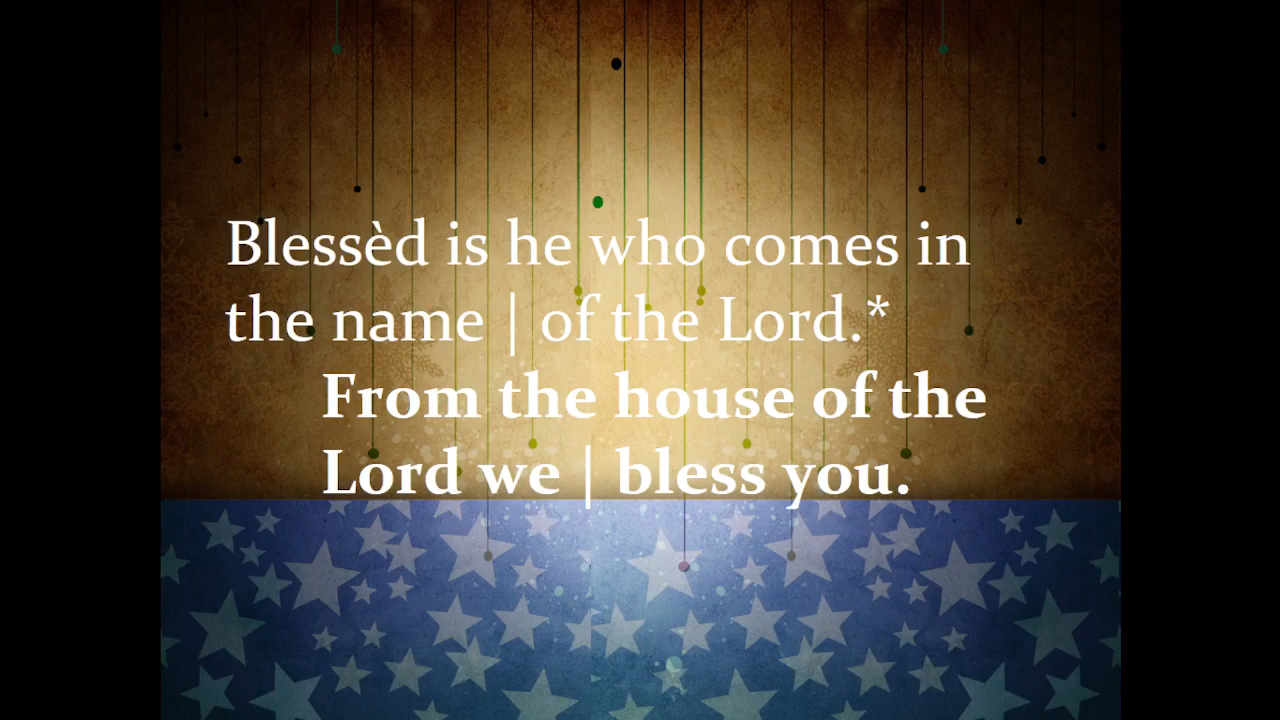 Blessèd is he who comes in
the name | of the Lord.*
From the house of the
Lord we | bless you.